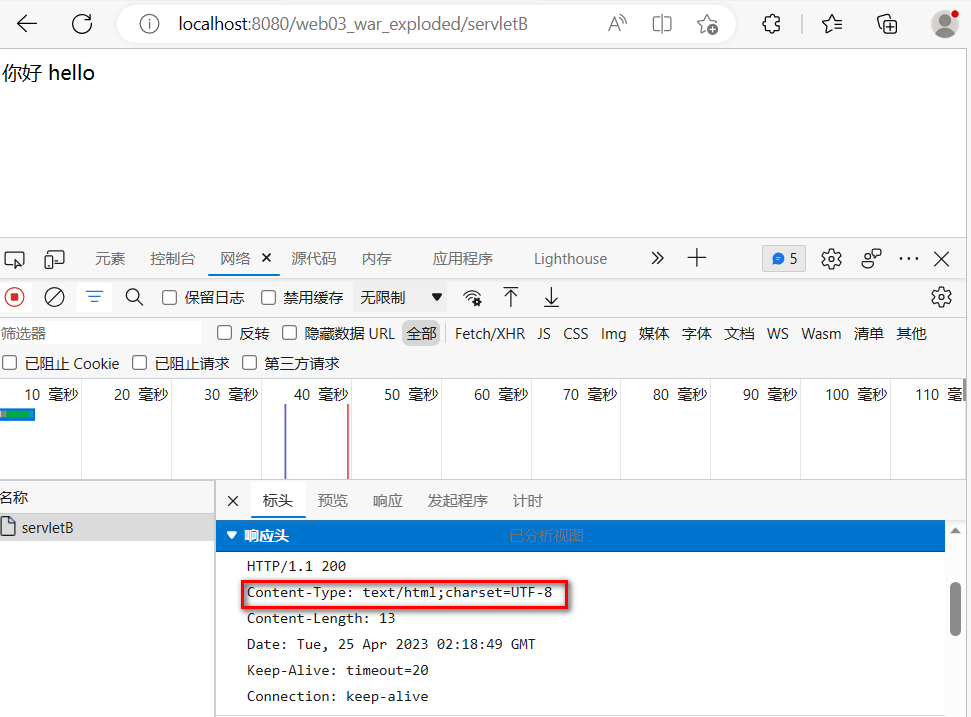 localhost:8080/web03_war_exploded/servletB
你好 hello
元素 控制台 网络 源代码 内存 应用程序 Lighthouse 5
保留日志 禁用缓存 无限制
筛选器 反转 隐藏数据 URL 全部 Fetch/XHR JS CSS Img 媒体 字体 文档 WS Wasm 清单 其他
已阻止 Cookie 已阻止请求 第三方请求
10 毫秒 20 毫秒 30 毫秒 40 毫秒 50 毫秒 60 毫秒 70 毫秒 80 毫秒 90 毫秒 100 毫秒 110 毫
名称 标头 预览 响应 发起程序 计时
servletB
响应头 已分析视图
HTTP/1.1 200
Content-Type: text/html;charset=UTF-8
Content-Length: 13
Date: Tue, 25 Apr 2023 02:18:49 GMT
Keep-Alive: timeout=20
Connection: keep-alive